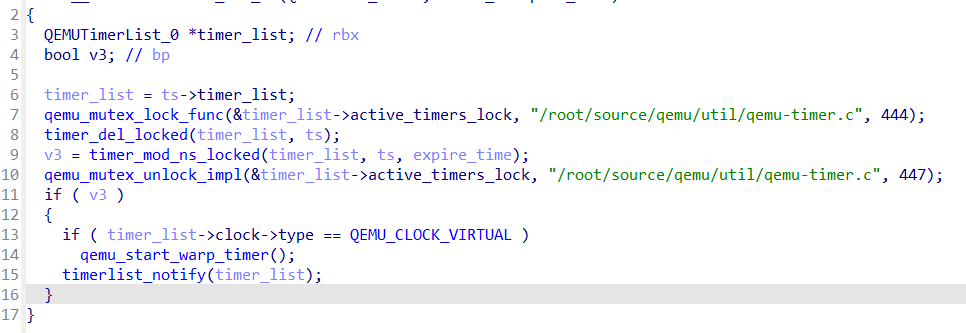 2 {
3 QEMUTimerList_0 *timer_list; // rbx
4 bool v3; // bp
5
6 timer_list = ts->timer_list;
7 qemu_mutex_lock_func(&timer_list->active_timers_lock, "/root/source/qemu/util/qemu-timer.c", 444);
8 timer_del_locked(timer_list, ts);
9 v3 = timer_mod_ns_locked(timer_list, ts, expire_time);
10 qemu_mutex_unlock_impl(&timer_list->active_timers_lock, "/root/source/qemu/util/qemu-timer.c", 447);
11 if ( v3 )
12 {
13 if ( timer_list->clock->type == QEMU_CLOCK_VIRTUAL )
14 qemu_start_warp_timer();
15 timerlist_notify(timer_list);
16 }
17 }